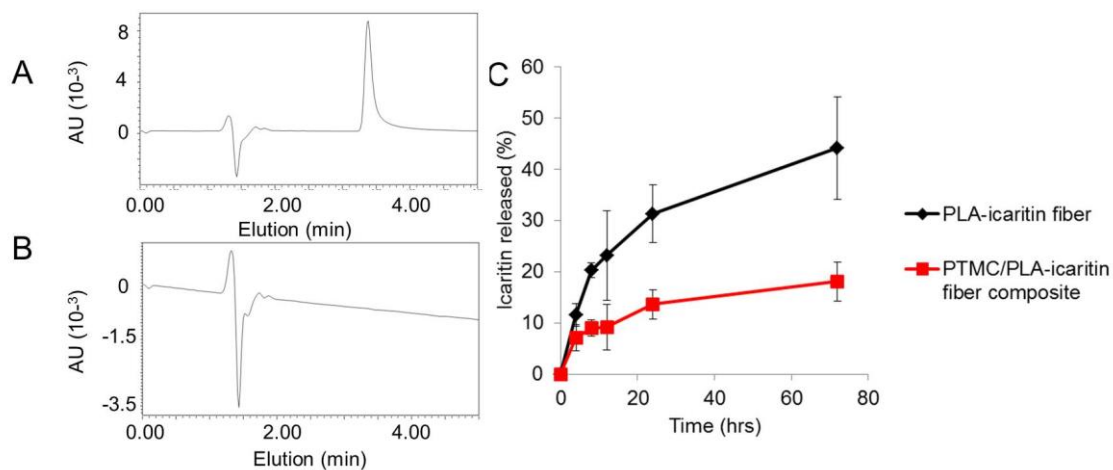 A
AU (10-3)
8
4
0
0.00
2.00
4.00
Elution (min)
B
AU (10-3)
0
-1.5
-3.5
0.00
2.00
4.00
Elution (min)
C
Icaritin released (%)
60
50
40
30
20
10
0
0
20
40
60
80
Time (hrs)
PLA-icaritin fiber
PTMC/PLA-icaritin
fiber composite